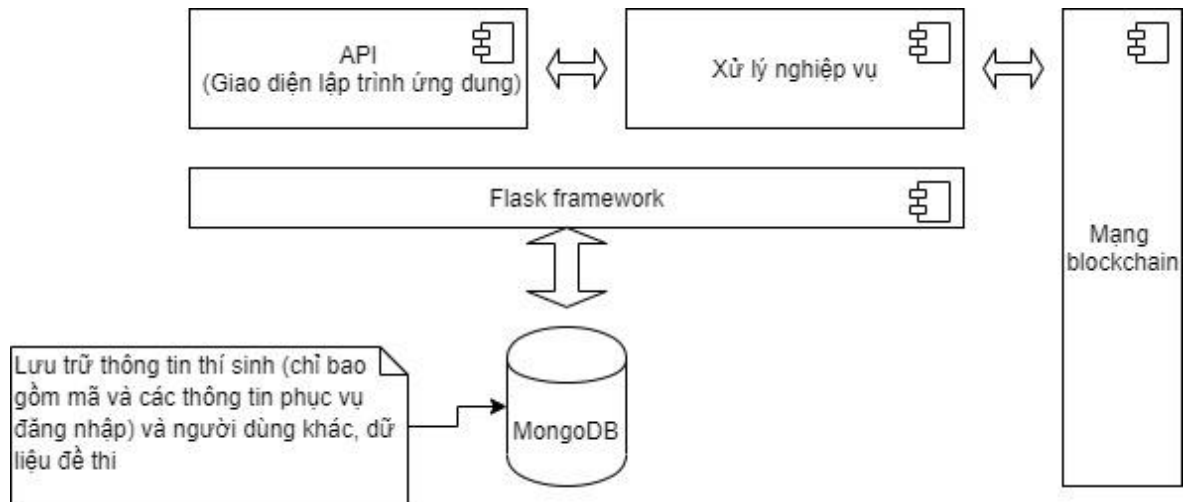 API
(Giao diện lập trình ứng dung)
Xử lý nghiệp vụ
Flask framework
Mạng
blockchain
Lưu trữ thông tin thí sinh (chỉ bao
gồm mã và các thông tin phục vụ
đăng nhập) và người dùng khác, dữ
liệu đề thi
MongoDB